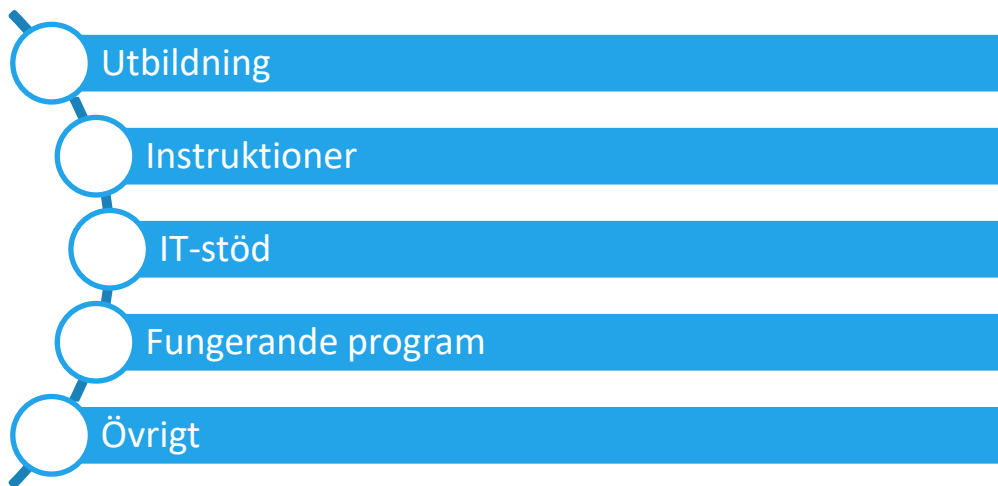 Utbildning
Instruktioner
IT-stöd
Fungerande program
Övrigt